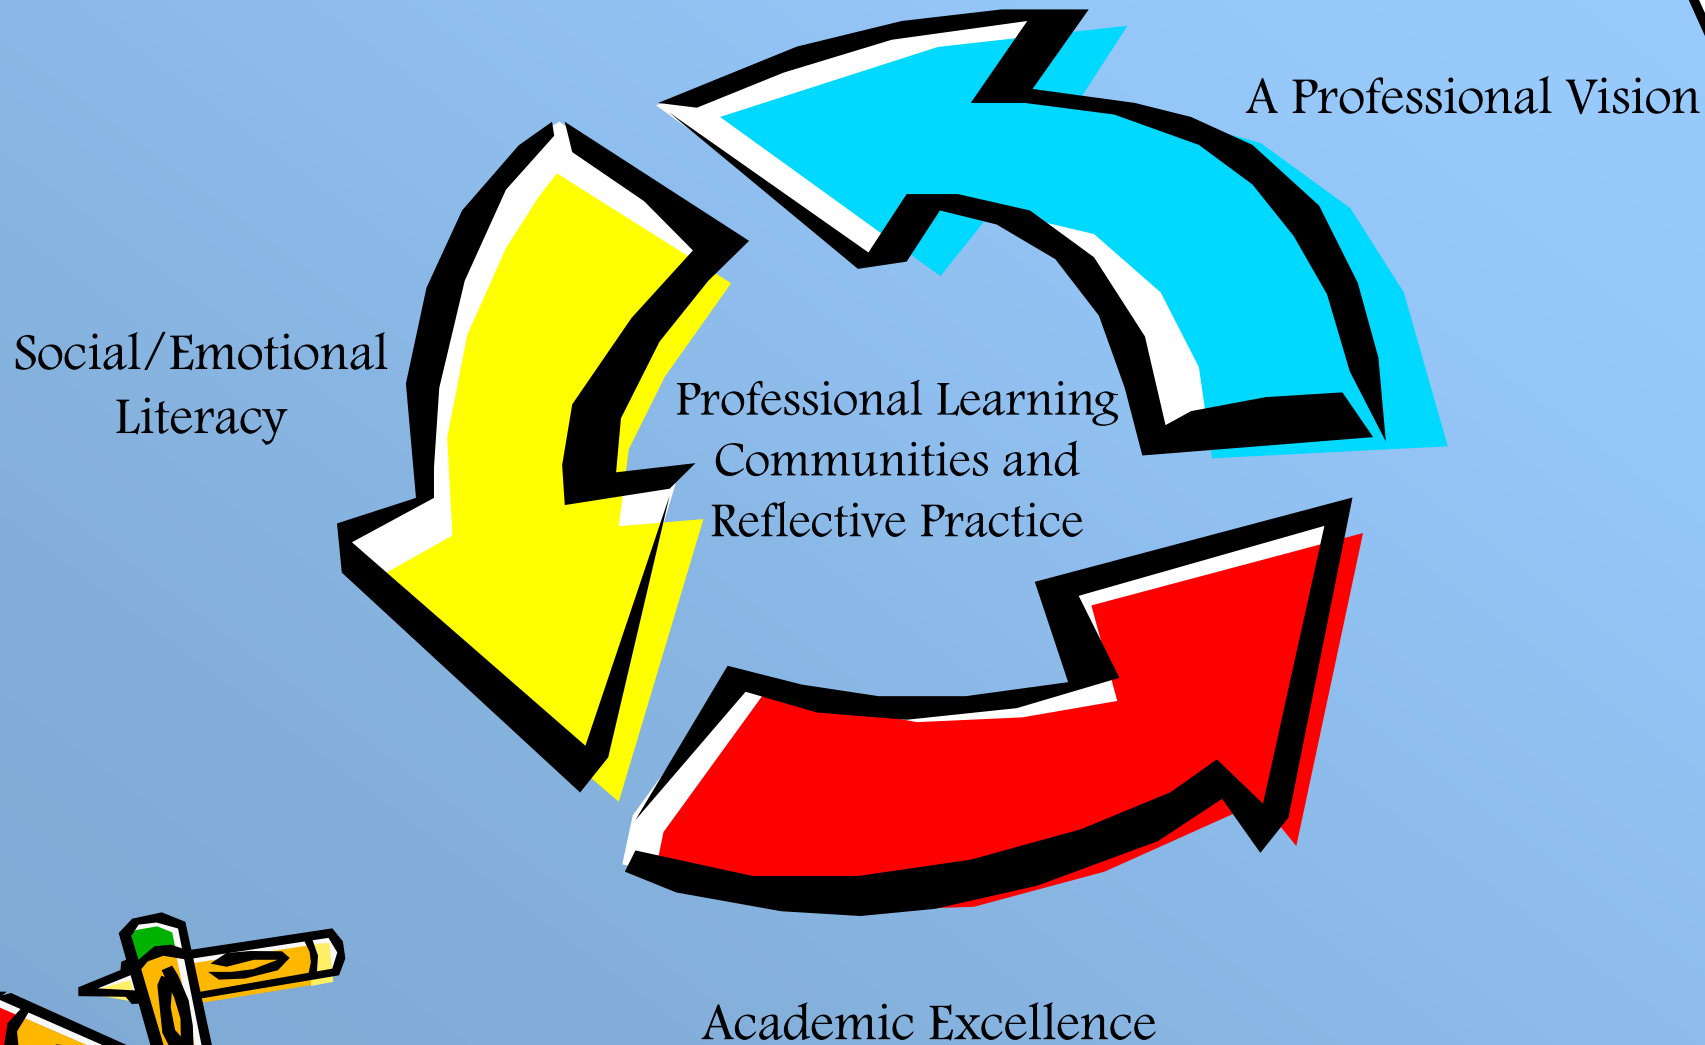 A Professional Vision
Social/Emotional
Literacy
Professional Learning
Communities and
Reflective Practice
Academic Excellence